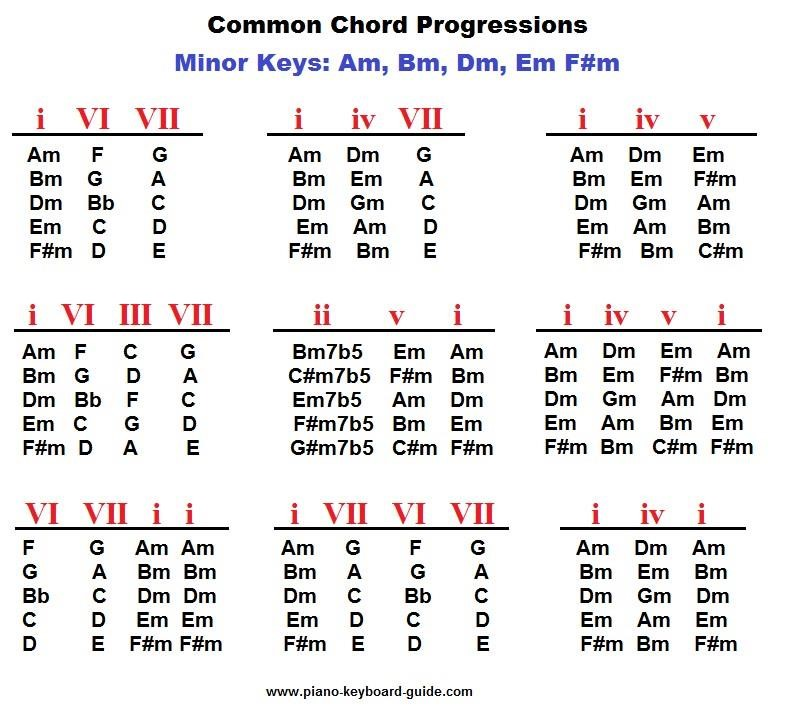 Common Chord Progressions
Minor Keys: Am, Bm, Dm, Em F#m
i VI VII
Am F G
Bm G A
Dm Bb C
Em C D
F#m D E
i iv VII
Am Dm G
Bm Em A
Dm Gm C
Em Am D
F#m Bm E
i iv v
Am Dm Em
Bm Em F#m
Dm Gm Am
Em Am Bm
F#m Bm C#m
i VI III VII
Am F C G
Bm G D A
Dm Bb F C
Em C G D
F#m D A E
ii v i
Bm7b5 Em Am
C#m7b5 F#m Bm
Em7b5 Am Dm
F#m7b5 Bm Em
G#m7b5 C#m F#m
i iv v i
Am Dm Em Am
Bm Em F#m Bm
Dm Gm Am Dm
Em Am Bm Em
F#m Bm C#m F#m
VI VII i i
F G Am Am
G A Bm Bm
Bb C Dm Dm
C D Em Em
D E F#m F#m
i VII VI VII
Am G F G
Bm A G A
Dm C Bb C
Em D C D
F#m E D E
i iv i
Am Dm Am
Bm Em Bm
Dm Gm Dm
Em Am Em
F#m Bm F#m
www.piano-keyboard-guide.com